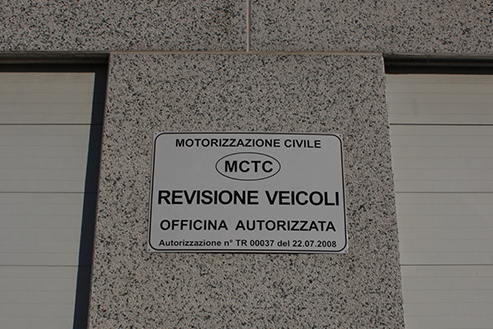 MOTORIZZAZIONE CIVILE
MCTC
REVISIONE VEICOLI
OFFICINA AUTORIZZATA
Autorizzazione n° TR 00037 del 22.07.2008